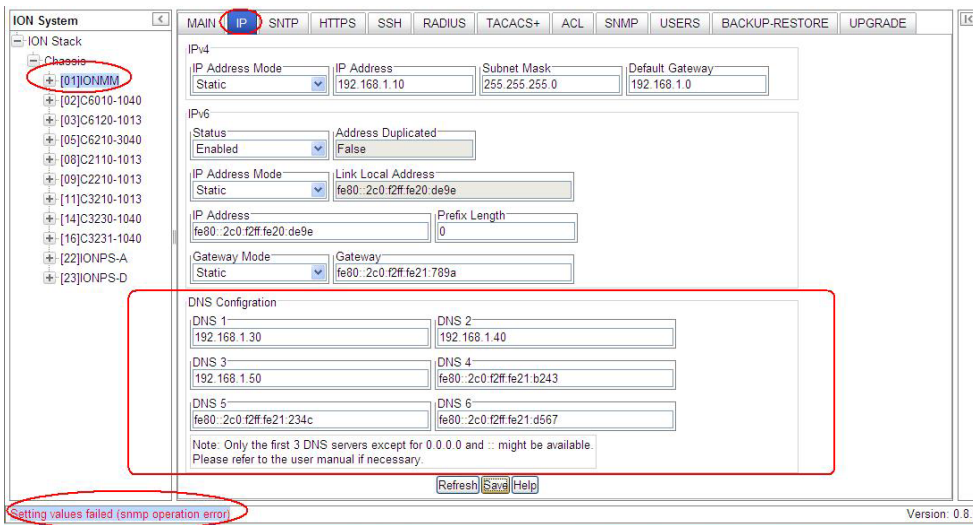 ION System
ION Stack
Chassis
[01]IONMM
[02]C6010-1040
[03]C6120-1013
[05]C6210-3040
[08]C2110-1013
[09]C2210-1013
[11]C3210-1013
[14]C3230-1040
[16]C3231-1040
[22]IONPS-A
[23]IONPS-D
MAIN IP SNTP HTTPS SSH RADIUS TACACS+ ACL SNMP USERS BACKUP-RESTORE UPGRADE
IPv4
IP Address Mode IP Address Subnet Mask Default Gateway
Static 192.168.1.10 255.255.255.0 192.168.1.0
IPv6
Status Address Duplicated
Enabled False
IP Address Mode Link Local Address
Static fe80::2c0:f2ff:fe20:de9e
IP Address Prefix Length
fe80::2c0:f2ff:fe20:de9e 0
Gateway Mode Gateway
Static fe80::2c0:f2ff:fe21:789a
DNS Configration
DNS 1 DNS 2
192.168.1.30 192.168.1.40
DNS 3 DNS 4
192.168.1.50 fe80::2c0:f2ff:fe21:b243
DNS 5 DNS 6
fe80::2c0:f2ff:fe21:234c fe80::2c0:f2ff:fe21:d567
Note: Only the first 3 DNS servers except for 0.0.0.0 and :: might be available.
Please refer to the user manual if necessary.
Refresh Save Help
Setting values failed (snmp operation error)
Version: 0.8.